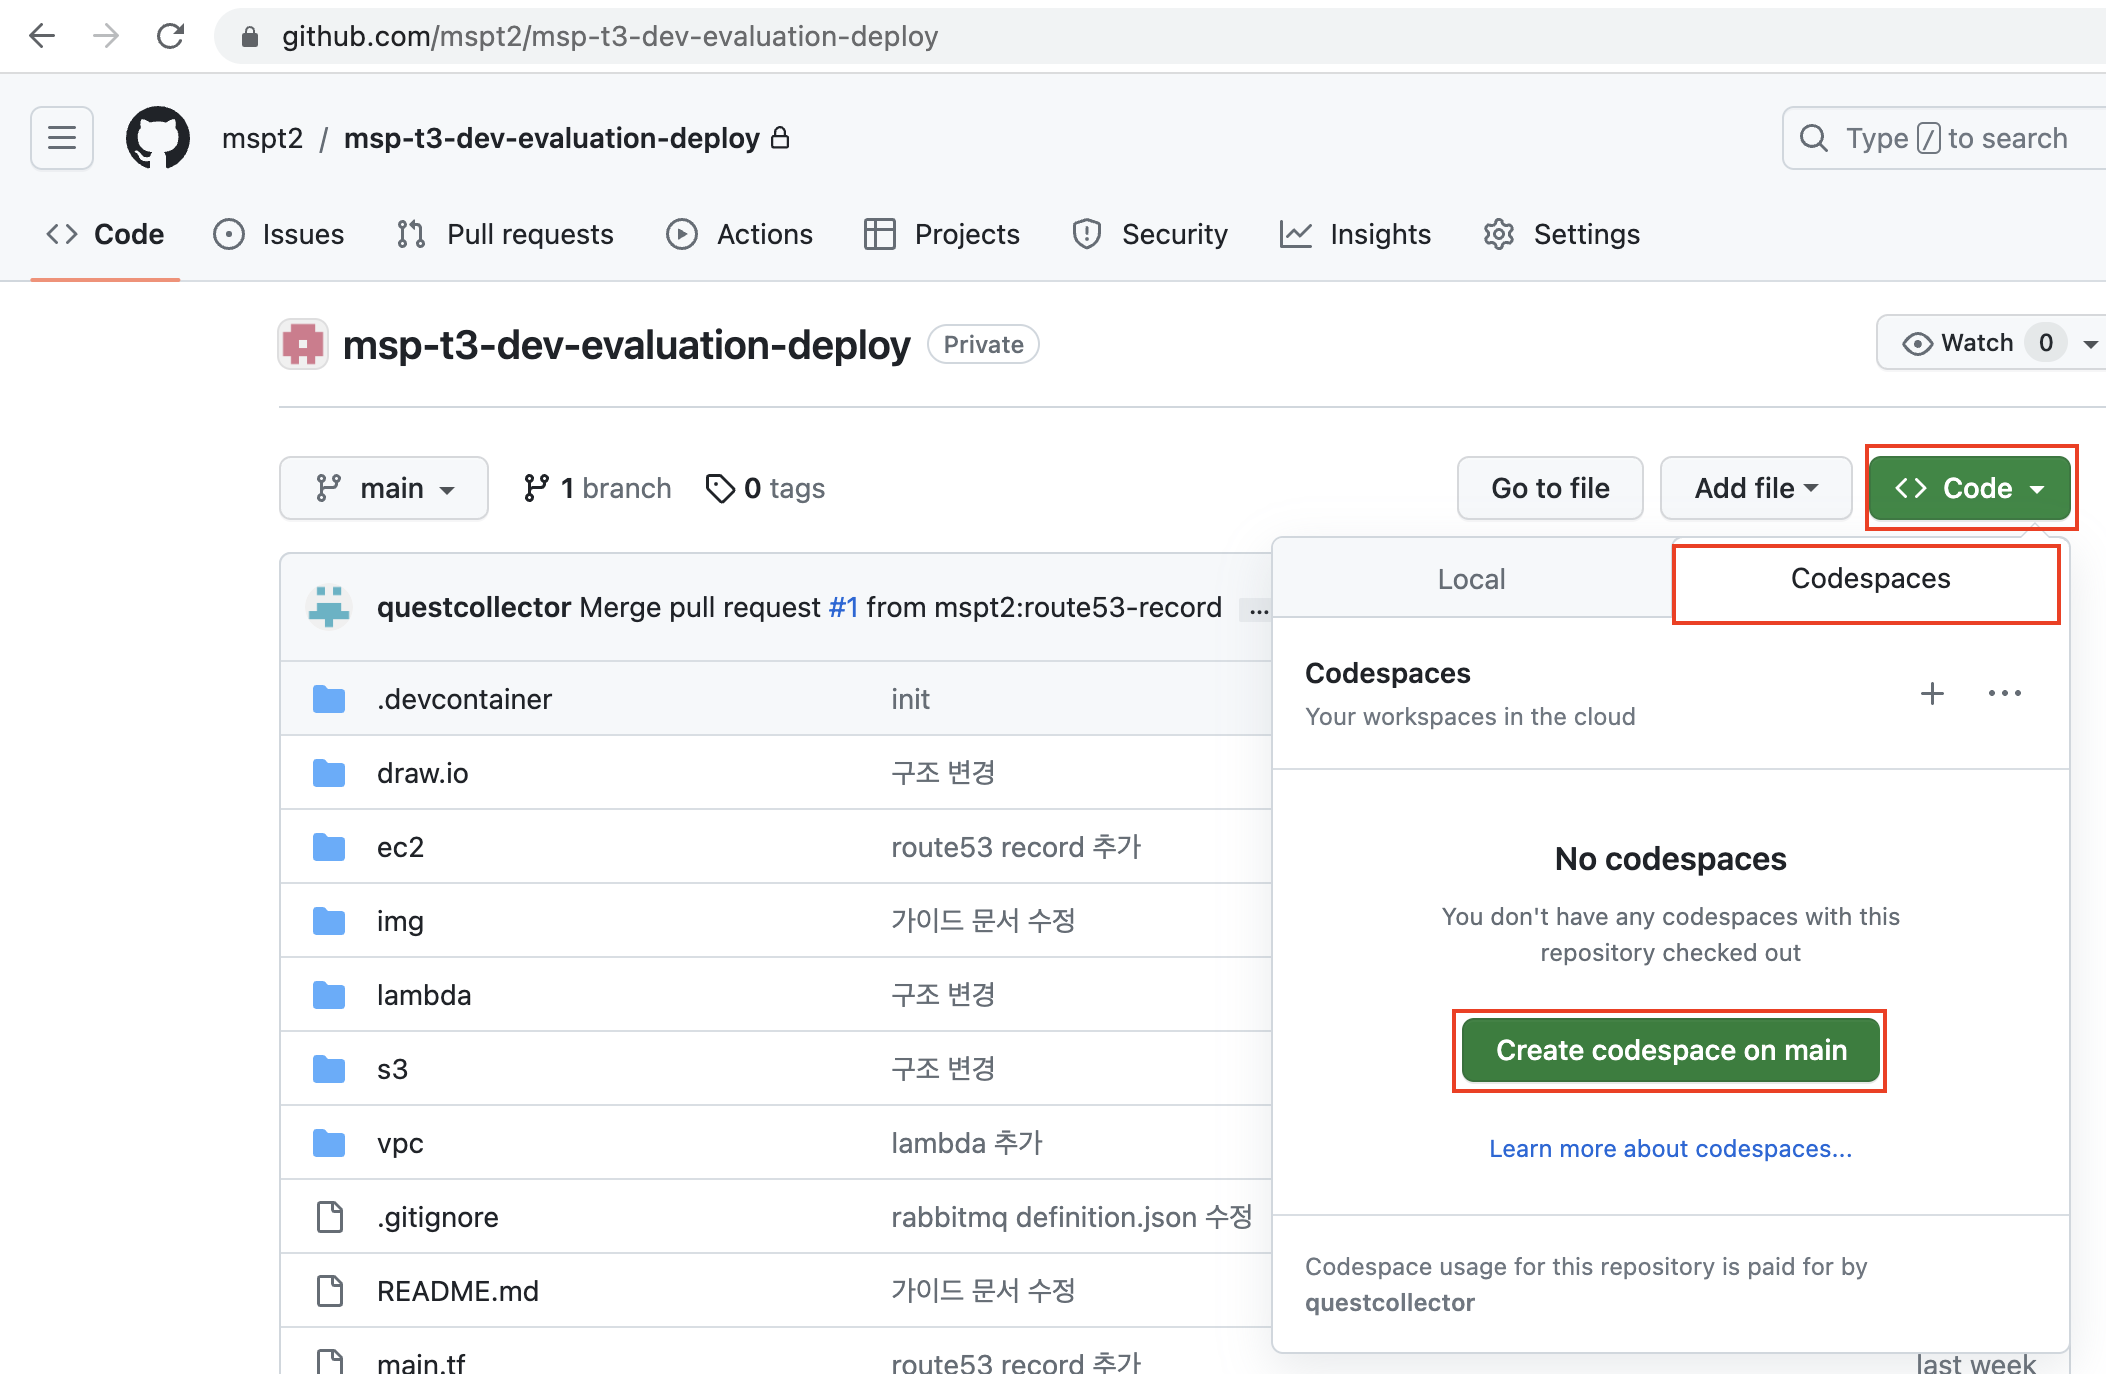 github.com/mspt2/msp-t3-dev-evaluation-deploy
mspt2 / msp-t3-dev-evaluation-deploy
Type / to search
Code Issues Pull requests Actions Projects Security Insights Settings
msp-t3-dev-evaluation-deploy Private
Watch 0
main 1 branch 0 tags
Go to file Add file Code
questcollector Merge pull request #1 from mspt2:route53-record ...
.devcontainer init
draw.io 구조 변경
ec2 route53 record 추가
img 가이드 문서 수정
lambda 구조 변경
s3 구조 변경
vpc lambda 추가
.gitignore rabbitmq definition.json 수정
README.md 가이드 문서 수정
main.tf route53 record 추가 last week
Local Codespaces
Codespaces
Your workspaces in the cloud
No codespaces
You don't have any codespaces with this
repository checked out
Create codespace on main
Learn more about codespaces...
Codespace usage for this repository is paid for by
questcollector